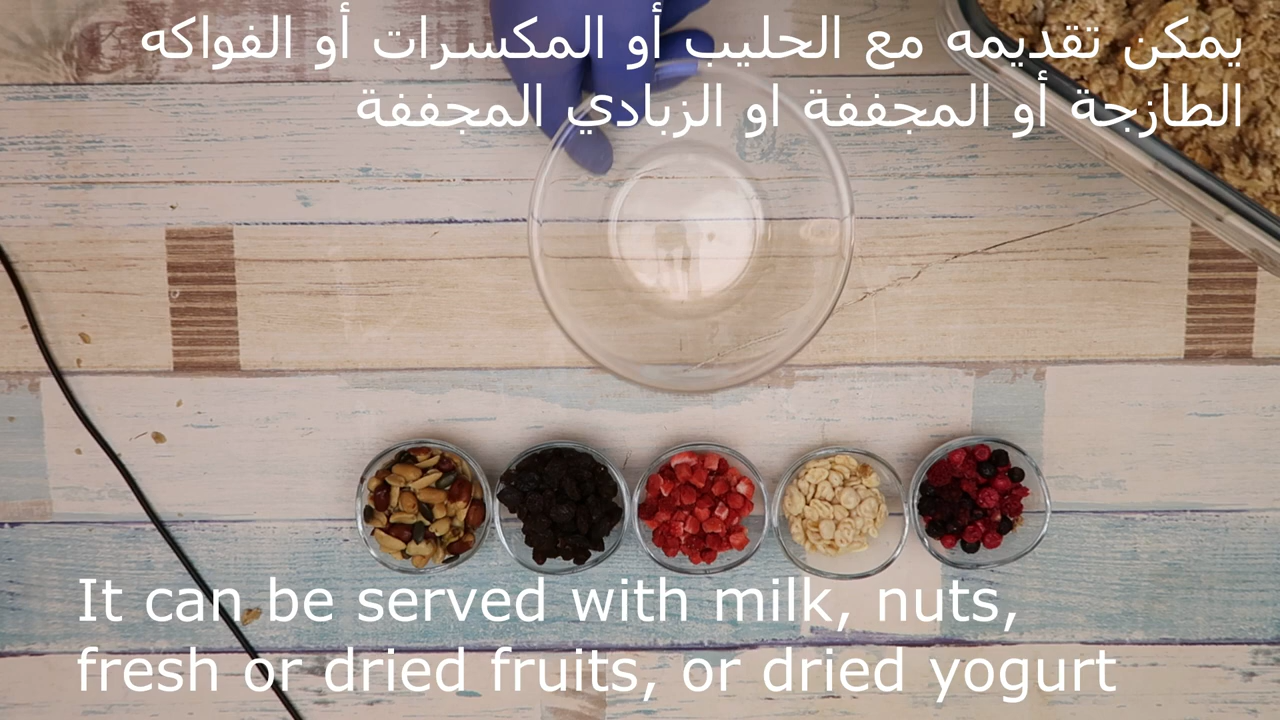 يمكن تقديمه مع الحليب أو المكسرات أو الفواكه
الطازجة أو المجففة او الزبادي المجففة
It can be served with milk, nuts,
fresh or dried fruits, or dried yogurt